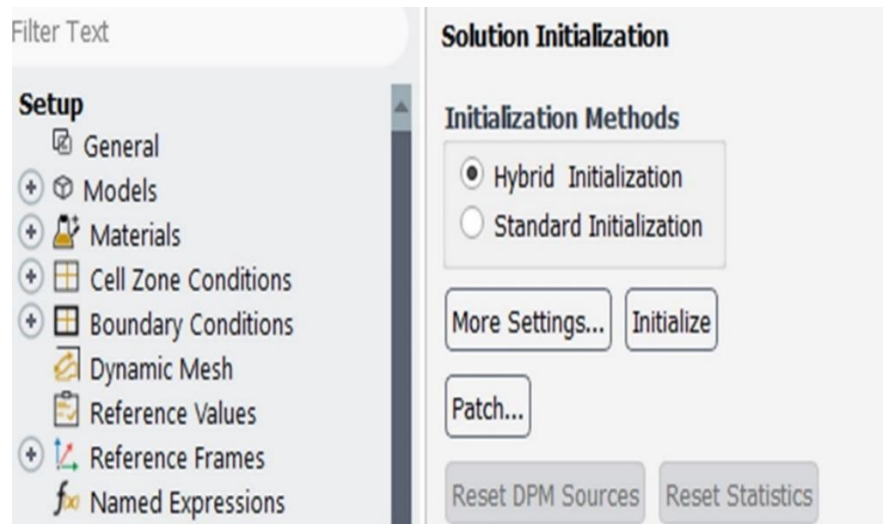 Filter Text
Setup
General
Models
Materials
Cell Zone Conditions
Boundary Conditions
Dynamic Mesh
Reference Values
Reference Frames
Named Expressions
Solution Initialization
Initialization Methods
Hybrid Initialization
Standard Initialization
More Settings... Initialize
Patch...
Reset DPM Sources Reset Statistics